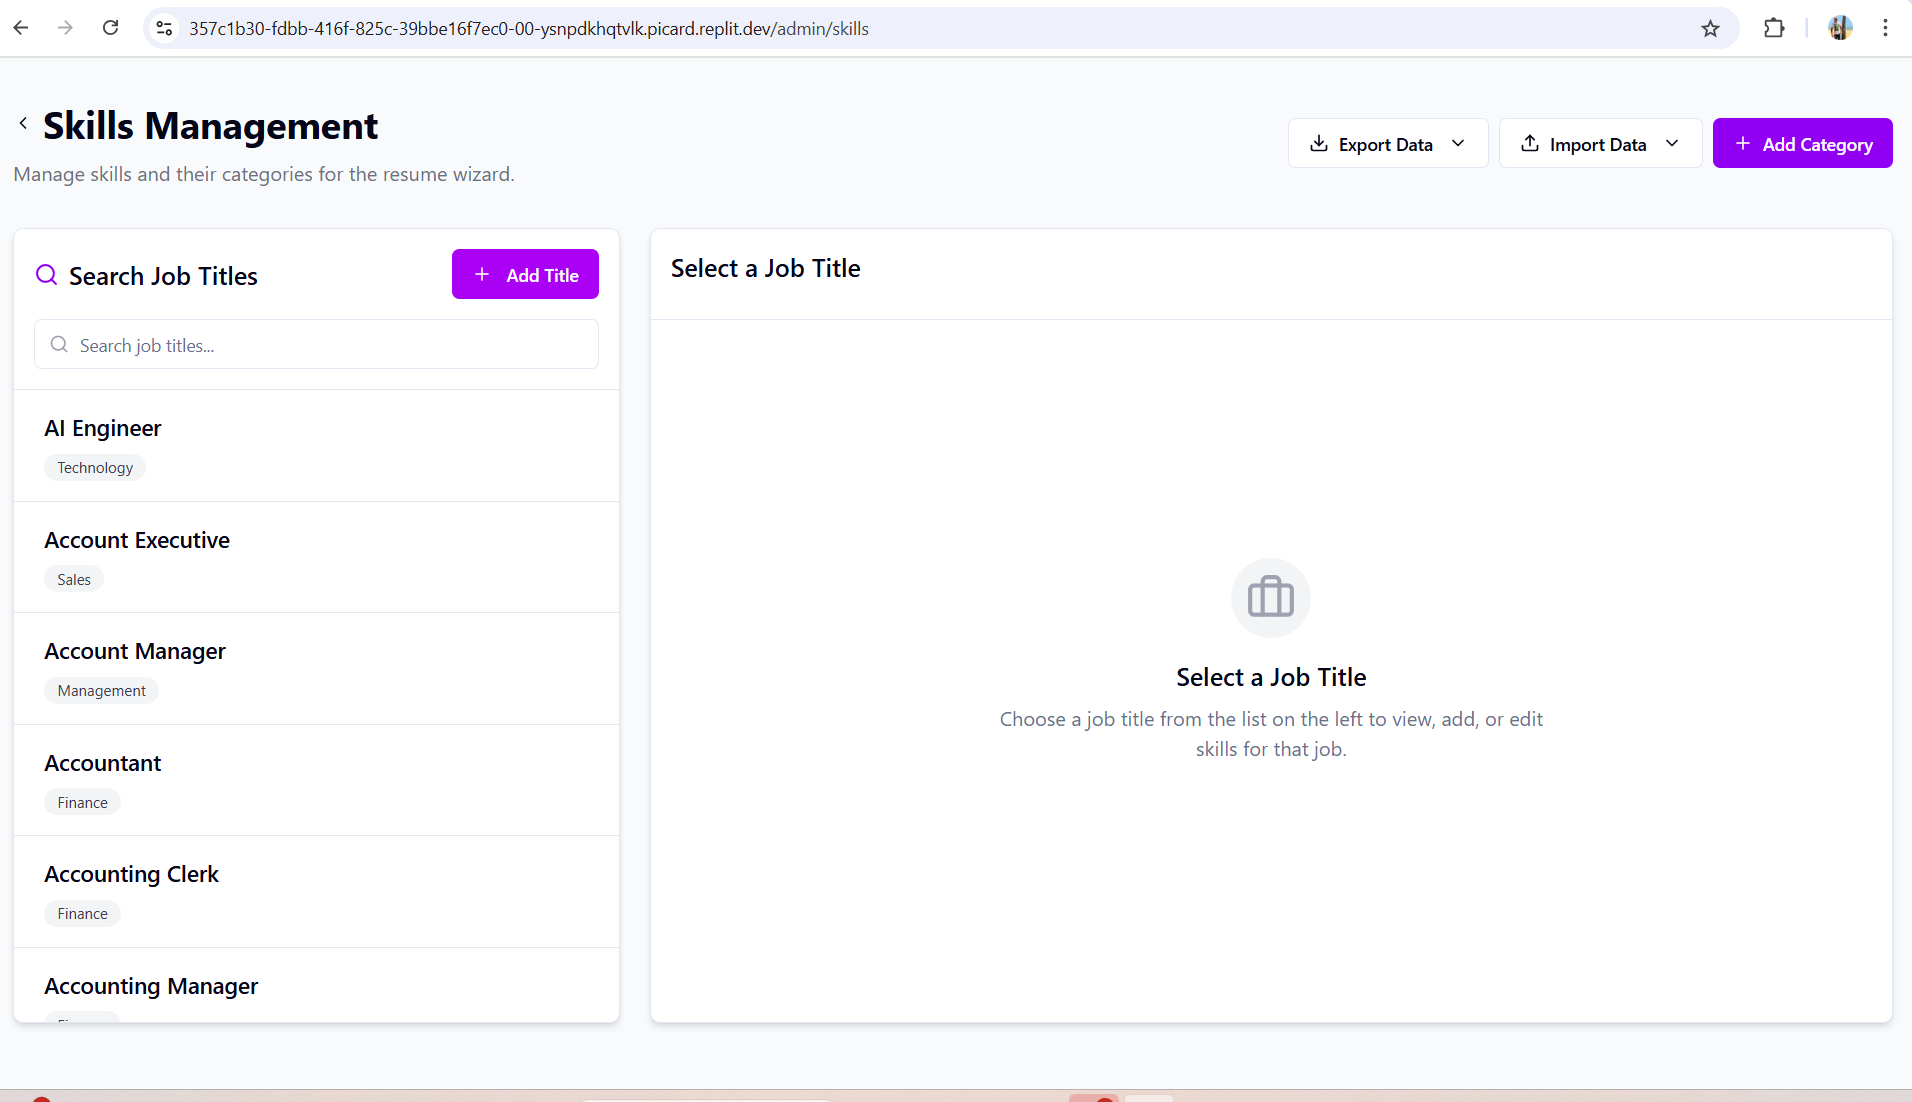 357c1b30-fdbb-416f-825c-39bbe16f7ec0-00-ysnpdkhqtvlk.picard.replit.dev/admin/skills
Skills Management
Manage skills and their categories for the resume wizard.
Export Data
Import Data
+ Add Category
Search Job Titles
+ Add Title
Search job titles...
AI Engineer
Technology
Account Executive
Sales
Account Manager
Management
Accountant
Finance
Accounting Clerk
Finance
Accounting Manager
Select a Job Title
Select a Job Title
Choose a job title from the list on the left to view, add, or edit
skills for that job.